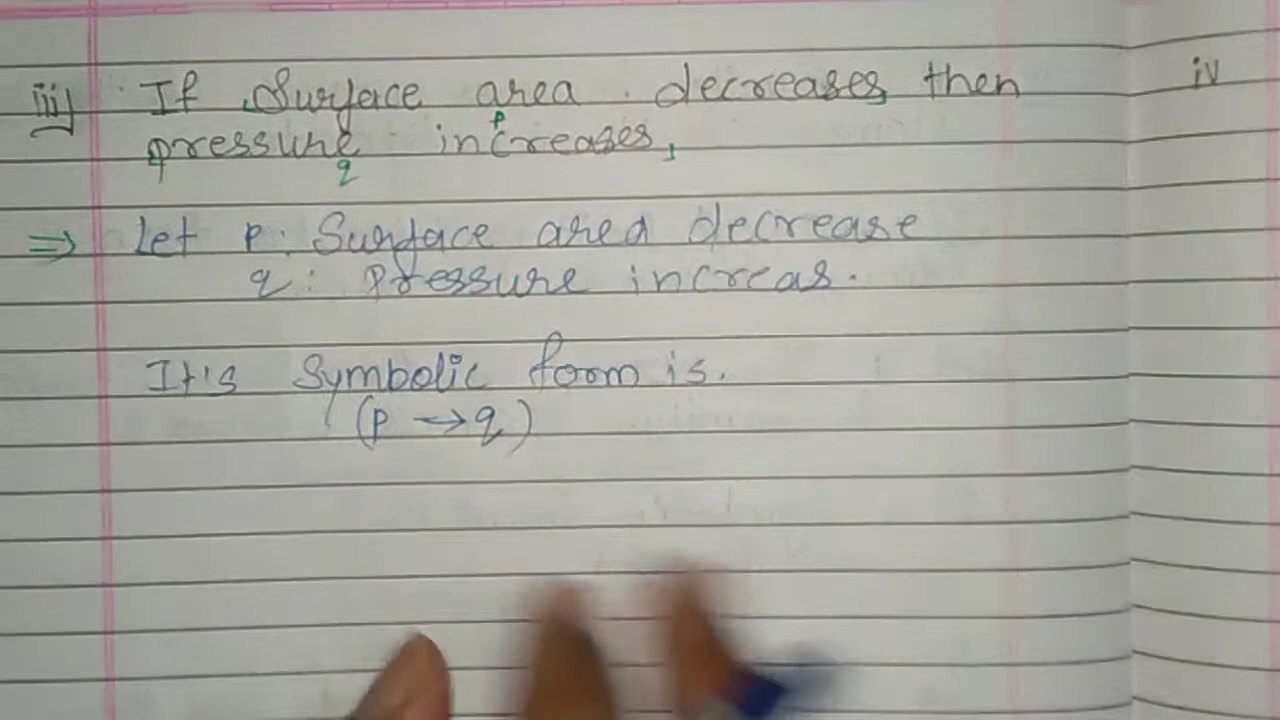 iii) If Surface area decreases then
p
pressure increases,
q
⇒ Let p : Surface area decrease
q : Pressure increas.
It's Symbolic form is.
(p → q)
iv